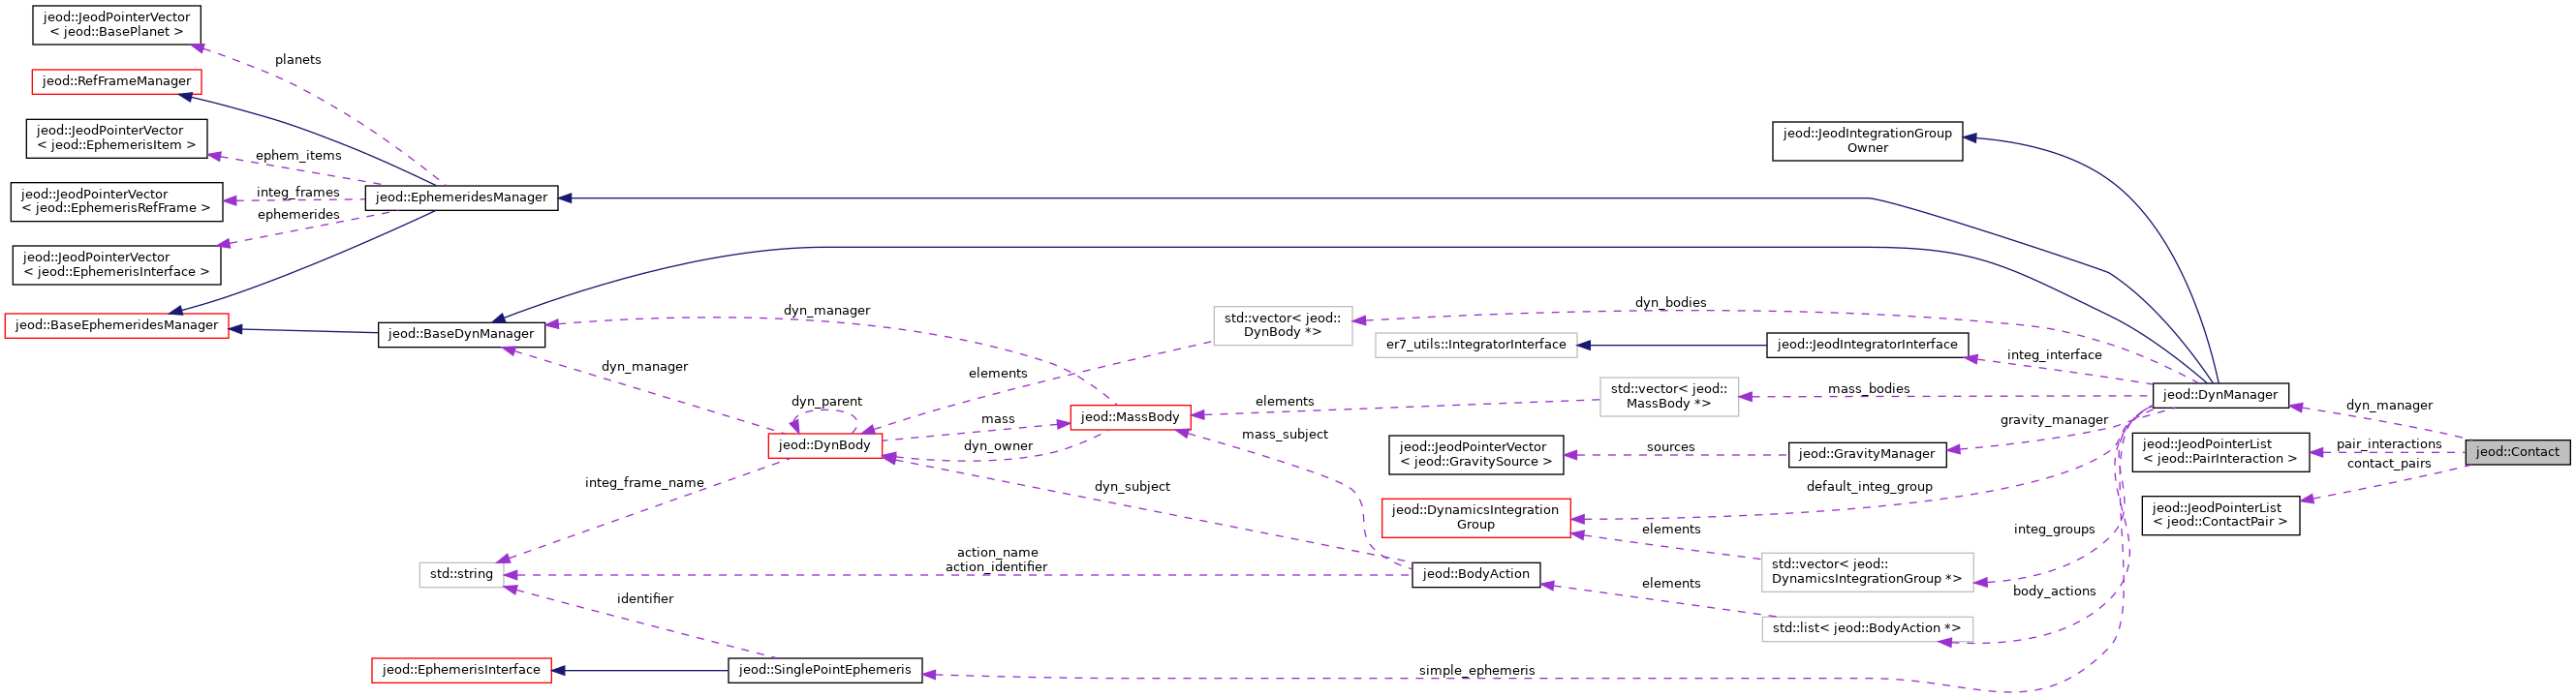 jeod::JeodPointerVector
< jeod::BasePlanet >
planets
jeod::RefFrameManager
jeod::JeodPointerVector
< jeod::EphemerisItem >
ephem_items
jeod::JeodPointerVector
< jeod::EphemerisRefFrame >
integ_frames
jeod::EphemeridesManager
ephemerides
jeod::JeodPointerVector
< jeod::EphemerisInterface >
jeod::BaseEphemeridesManager
jeod::BaseDynManager
dyn_manager
dyn_manager
dyn_parent
jeod::DynBody
mass
dyn_owner
jeod::MassBody
elements
integ_frame_name
std::string
action_name
action_identifier
identifier
jeod::EphemerisInterface
jeod::SinglePointEphemeris
dyn_subject
mass_subject
elements
std::vector< jeod::
DynBody *>
er7_utils::IntegratorInterface
jeod::JeodIntegrationGroup
Owner
dyn_bodies
jeod::JeodIntegratorInterface
integ_interface
std::vector< jeod::
MassBody *>
mass_bodies
jeod::JeodPointerVector
< jeod::GravitySource >
sources
jeod::GravityManager
gravity_manager
jeod::DynamicsIntegration
Group
default_integ_group
elements
std::vector< jeod::
DynamicsIntegrationGroup *>
integ_groups
jeod::BodyAction
elements
std::list< jeod::BodyAction *>
body_actions
simple_ephemeris
jeod::DynManager
dyn_manager
jeod::JeodPointerList
< jeod::PairInteraction >
pair_interactions
contact_pairs
jeod::Contact
jeod::JeodPointerList
< jeod::ContactPair >